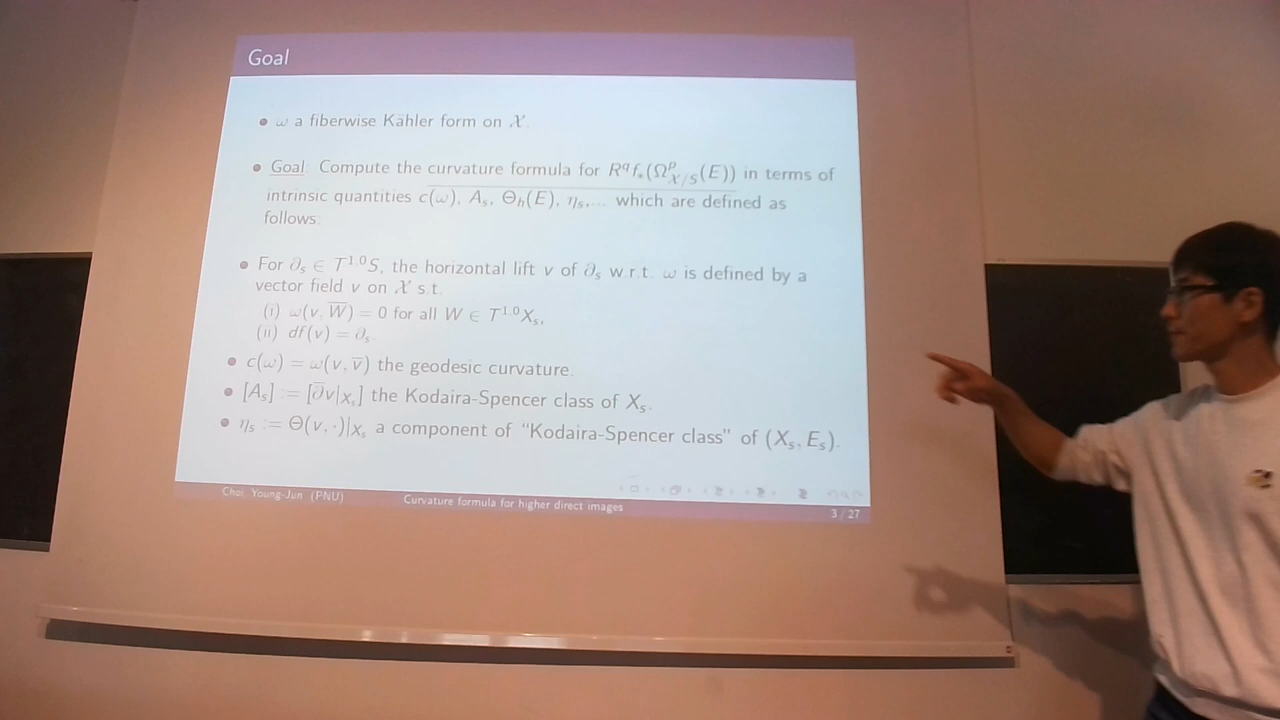 Goal
• ω a fiberwise Kähler form on 𝒳.
• Goal: Compute the curvature formula for R^q f_*(Ω^p_{𝒳/S}(E)) in terms of
intrinsic quantities c(ω), A_s, Θ_h(E), η_s,... which are defined as
follows:
• For ∂_s ∈ T^{1,0}S, the horizontal lift v of ∂_s w.r.t. ω is defined by a
vector field v on 𝒳 s.t.
(i) ω(v, W̅) = 0 for all W ∈ T^{1,0}X_s,
(ii) df(v) = ∂_s.
• c(ω) = ω(v, v̅) the geodesic curvature.
• [A_s] := [∂̅v|_{X_s}] the Kodaira-Spencer class of X_s.
• η_s := Θ(v, ·)|_{X_s} a component of “Kodaira-Spencer class” of (X_s, E_s).
Choi, Young-Jun (PNU) Curvature formula for higher direct images
3 / 27